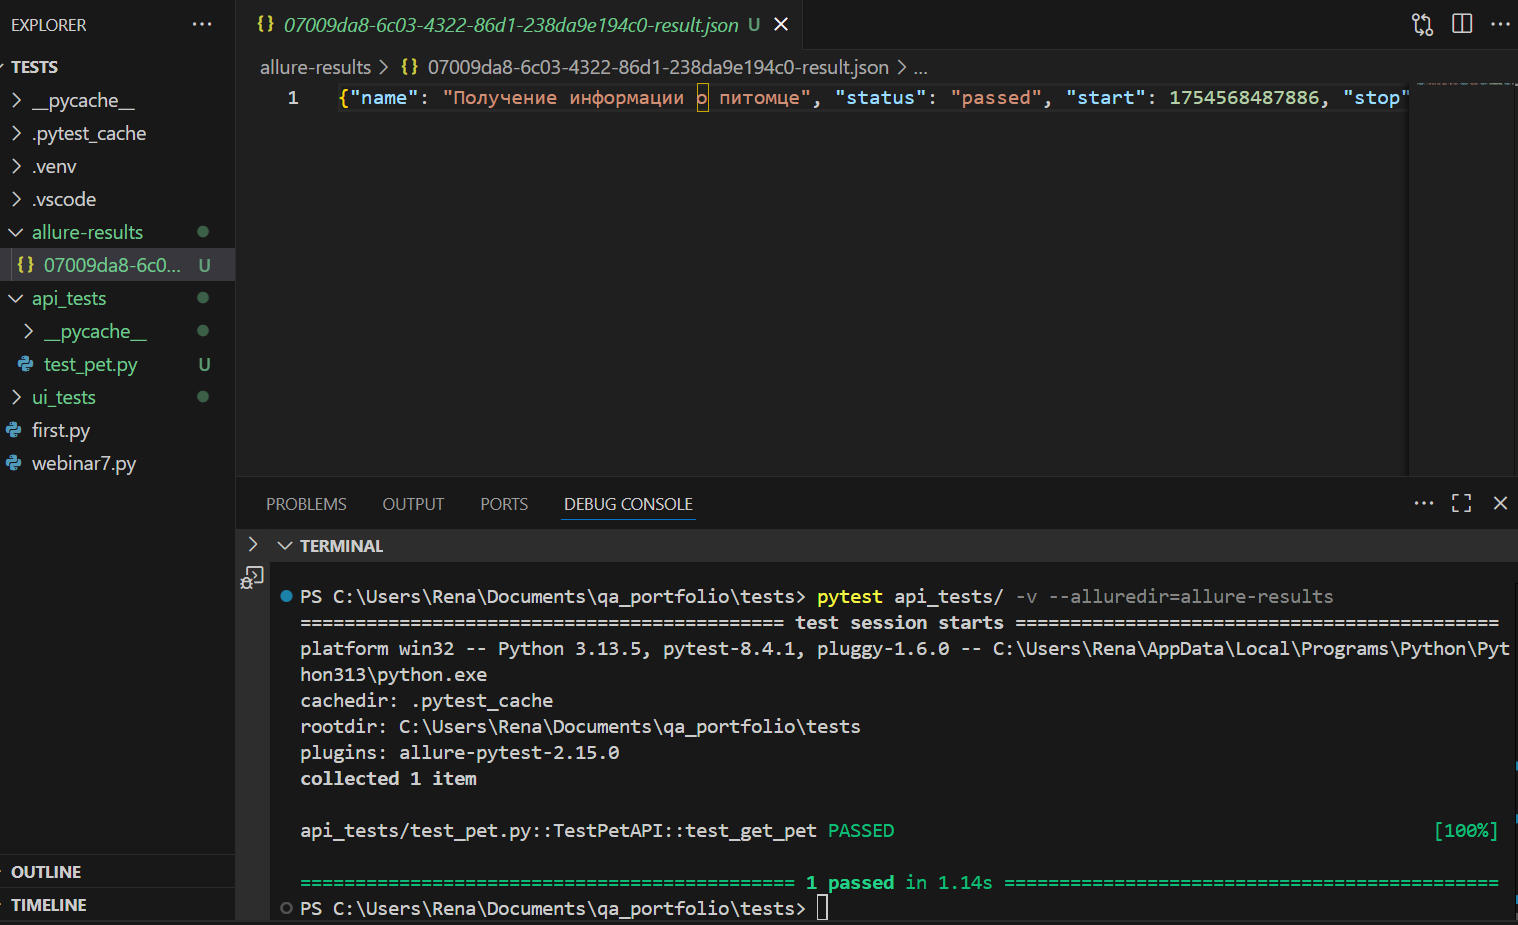 EXPLORER
TESTS
__pycache__
.pytest_cache
.venv
.vscode
allure-results
07009da8-6c0... U
api_tests
__pycache__
test_pet.py U
ui_tests
first.py
webinar7.py
OUTLINE
TIMELINE
{} 07009da8-6c03-4322-86d1-238da9e194c0-result.json U
allure-results > {} 07009da8-6c03-4322-86d1-238da9e194c0-result.json > ...
1 {"name": "Получение информации о питомце", "status": "passed", "start": 1754568487886, "stop"
PROBLEMS OUTPUT PORTS DEBUG CONSOLE
TERMINAL
PS C:\Users\Rena\Documents\qa_portfolio\tests> pytest api_tests/ -v --alluredir=allure-results
============================================ test session starts ============================================
platform win32 -- Python 3.13.5, pytest-8.4.1, pluggy-1.6.0 -- C:\Users\Rena\AppData\Local\Programs\Python\Pyt
hon313\python.exe
cachedir: .pytest_cache
rootdir: C:\Users\Rena\Documents\qa_portfolio\tests
plugins: allure-pytest-2.15.0
collected 1 item
api_tests/test_pet.py::TestPetAPI::test_get_pet PASSED [100%]
============================================= 1 passed in 1.14s =============================================
PS C:\Users\Rena\Documents\qa_portfolio\tests>